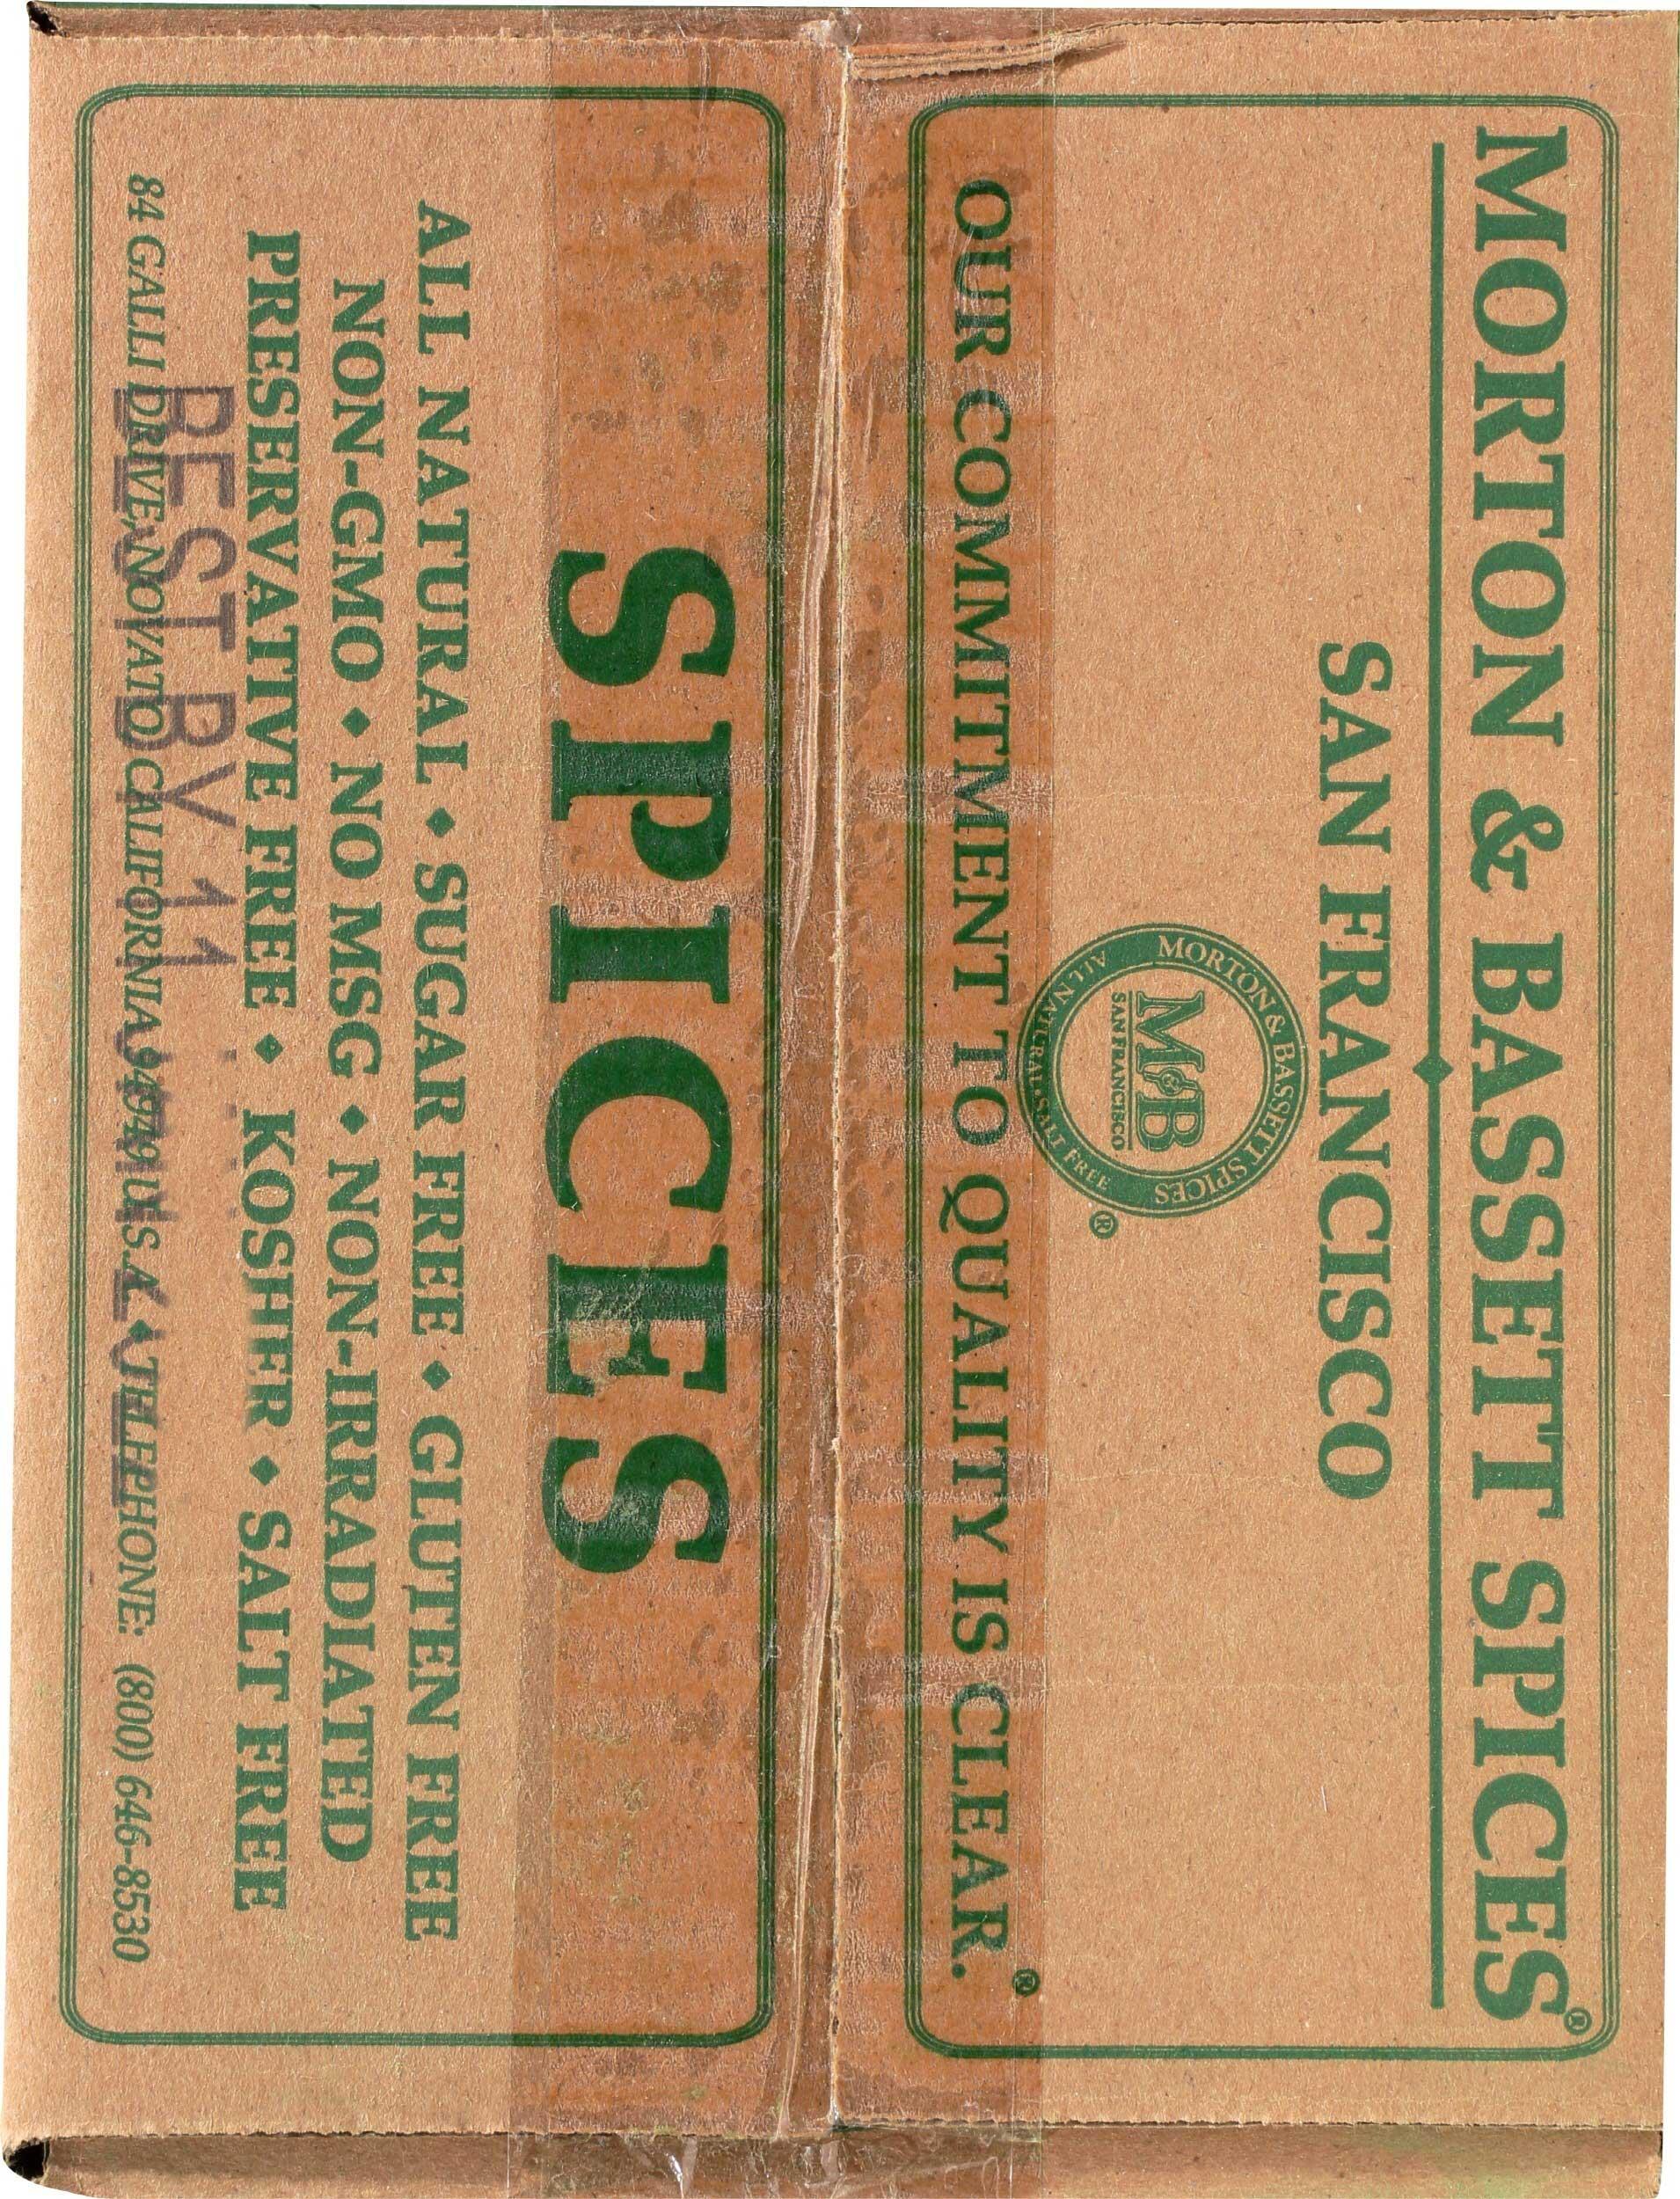 MORTON & BASSETT SPICES®
SAN FRANCISCO
MORTON & BASSETT SPICES
M&B
SAN FRANCISCO
ALL NATURAL • SALT FREE
®
OUR COMMITMENT TO QUALITY IS CLEAR.®
SPICES
ALL NATURAL ♦ SUGAR FREE ♦ GLUTEN FREE
NON-GMO ♦ NO MSG ♦ NON-IRRADIATED
PRESERVATIVE FREE ♦ KOSHER ♦ SALT FREE
BEST BY 11
84 GALLI DRIVE, NOVATO CALIFORNIA 94949 U.S.A. ♦ TELEPHONE: (800) 646-8530